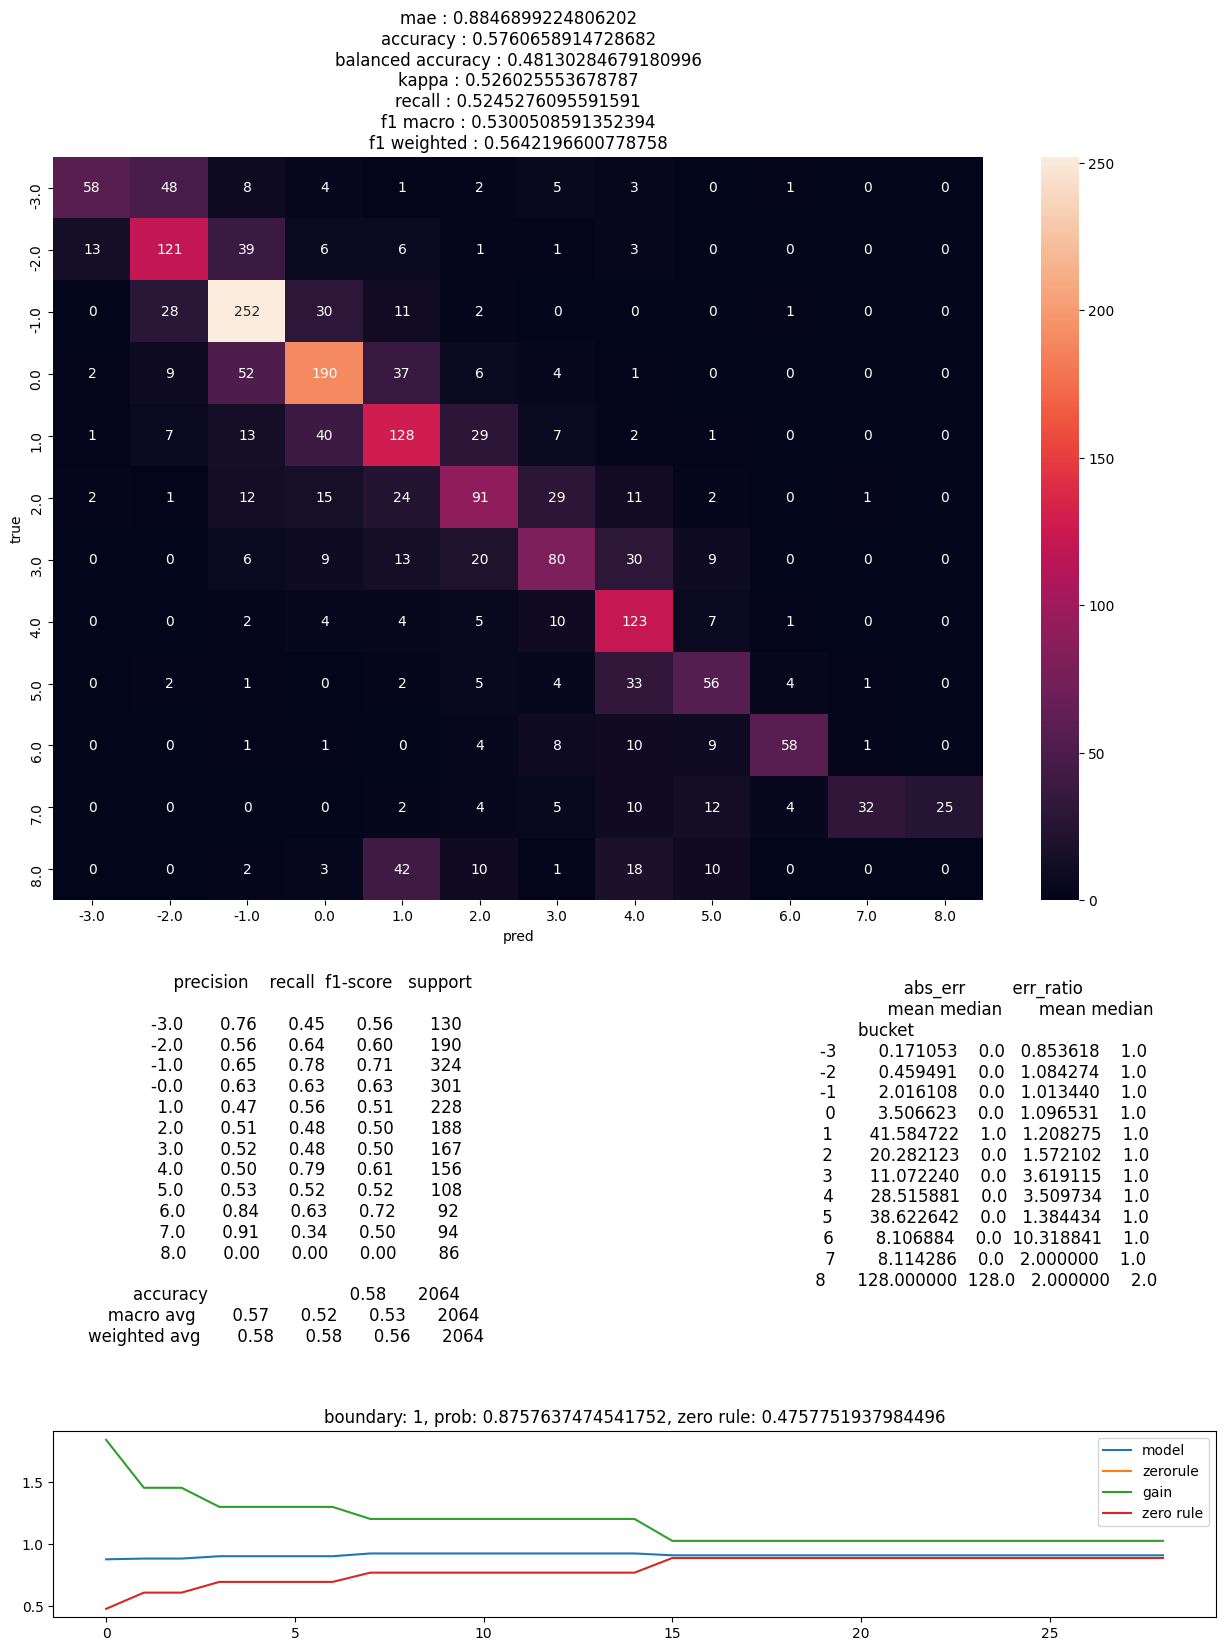 mae : 0.8846899224806202
accuracy : 0.5760658914728682
balanced accuracy : 0.48130284679180996
kappa : 0.526025553678787
recall : 0.5245276095591591
f1 macro : 0.5300508591352394
f1 weighted : 0.5642196600778758
-3.0 58 48 8 4 1 2 5 3 0 1 0 0
-2.0 13 121 39 6 6 1 1 3 0 0 0 0
-1.0 0 28 252 30 11 2 0 0 0 1 0 0
0.0 2 9 52 190 37 6 4 1 0 0 0 0
1.0 1 7 13 40 128 29 7 2 1 0 0 0
2.0 2 1 12 15 24 91 29 11 2 0 1 0
3.0 0 0 6 9 13 20 80 30 9 0 0 0
4.0 0 0 2 4 4 5 10 123 7 1 0 0
5.0 0 2 1 0 2 5 4 33 56 4 1 0
6.0 0 0 1 1 0 4 8 10 9 58 1 0
7.0 0 0 0 0 2 4 5 10 12 4 32 25
8.0 0 0 2 3 42 10 1 18 10 0 0 0
true
-3.0 -2.0 -1.0 0.0 1.0 2.0 3.0 4.0 5.0 6.0 7.0 8.0
pred
250
200
150
100
50
0
precision recall f1-score support
-3.0 0.76 0.45 0.56 130
-2.0 0.56 0.64 0.60 190
-1.0 0.65 0.78 0.71 324
-0.0 0.63 0.63 0.63 301
1.0 0.47 0.56 0.51 228
2.0 0.51 0.48 0.50 188
3.0 0.52 0.48 0.50 167
4.0 0.50 0.79 0.61 156
5.0 0.53 0.52 0.52 108
6.0 0.84 0.63 0.72 92
7.0 0.91 0.34 0.50 94
8.0 0.00 0.00 0.00 86
accuracy 0.58 2064
macro avg 0.57 0.52 0.53 2064
weighted avg 0.58 0.58 0.56 2064
abs_err err_ratio
mean median mean median
bucket
-3 0.171053 0.0 0.853618 1.0
-2 0.459491 0.0 1.084274 1.0
-1 2.016108 0.0 1.013440 1.0
0 3.506623 0.0 1.096531 1.0
1 41.584722 1.0 1.208275 1.0
2 20.282123 0.0 1.572102 1.0
3 11.072240 0.0 3.619115 1.0
4 28.515881 0.0 3.509734 1.0
5 38.622642 0.0 1.384434 1.0
6 8.106884 0.0 10.318841 1.0
7 8.114286 0.0 2.000000 1.0
8 128.000000 128.0 2.000000 2.0
boundary: 1, prob: 0.8757637474541752, zero rule: 0.4757751937984496
1.5
1.0
0.5
model
zerorule
gain
zero rule
0 5 10 15 20 25